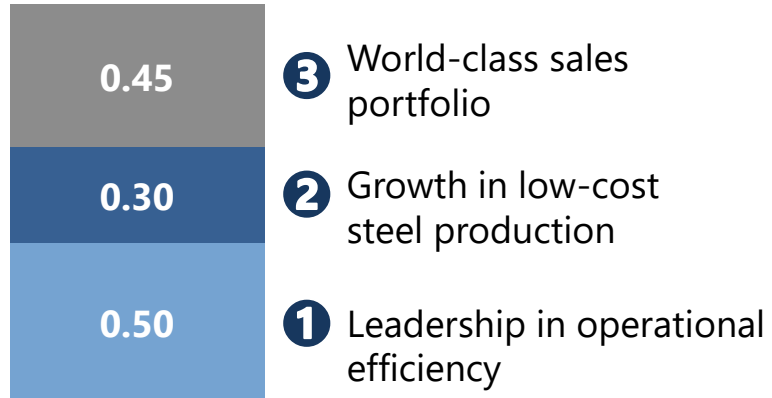 0.45
3 World-class sales
portfolio
0.30
2 Growth in low-cost
steel production
0.50
1 Leadership in operational
efficiency